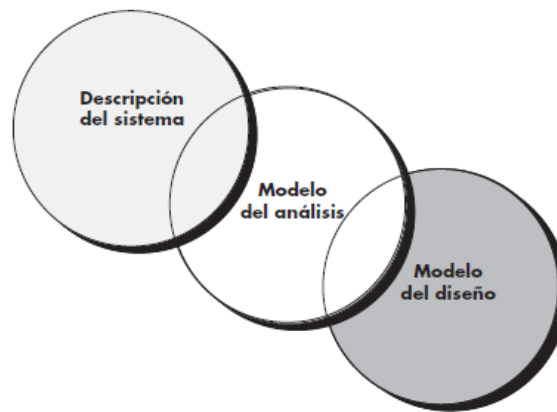 Descripción
del sistema
Modelo
del análisis
Modelo
del diseño